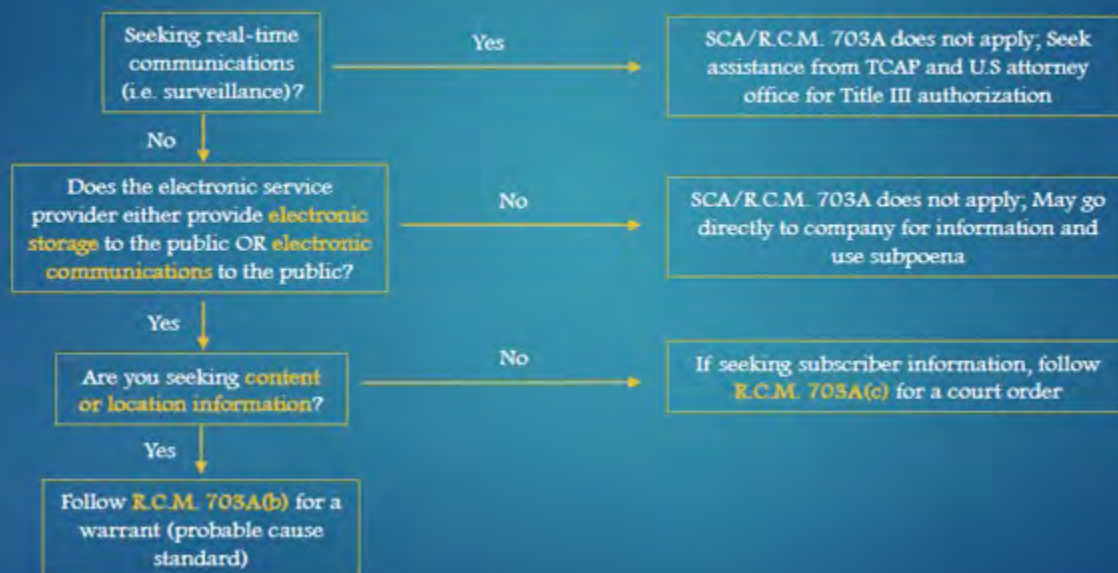 Seeking real-time
communications
(i.e. surveillance)?
Yes
SCA/R.C.M. 703A does not apply; Seek
assistance from TCAP and U.S attorney
office for Title III authorization
No
Does the electronic service
provider either provide electronic
storage to the public OR electronic
communications to the public?
No
SCA/R.C.M. 703A does not apply; May go
directly to company for information and
use subpoena
Yes
Are you seeking content
or location information?
No
If seeking subscriber information, follow
R.C.M. 703A(c) for a court order
Yes
Follow R.C.M. 703A(b) for a
warrant (probable cause
standard)